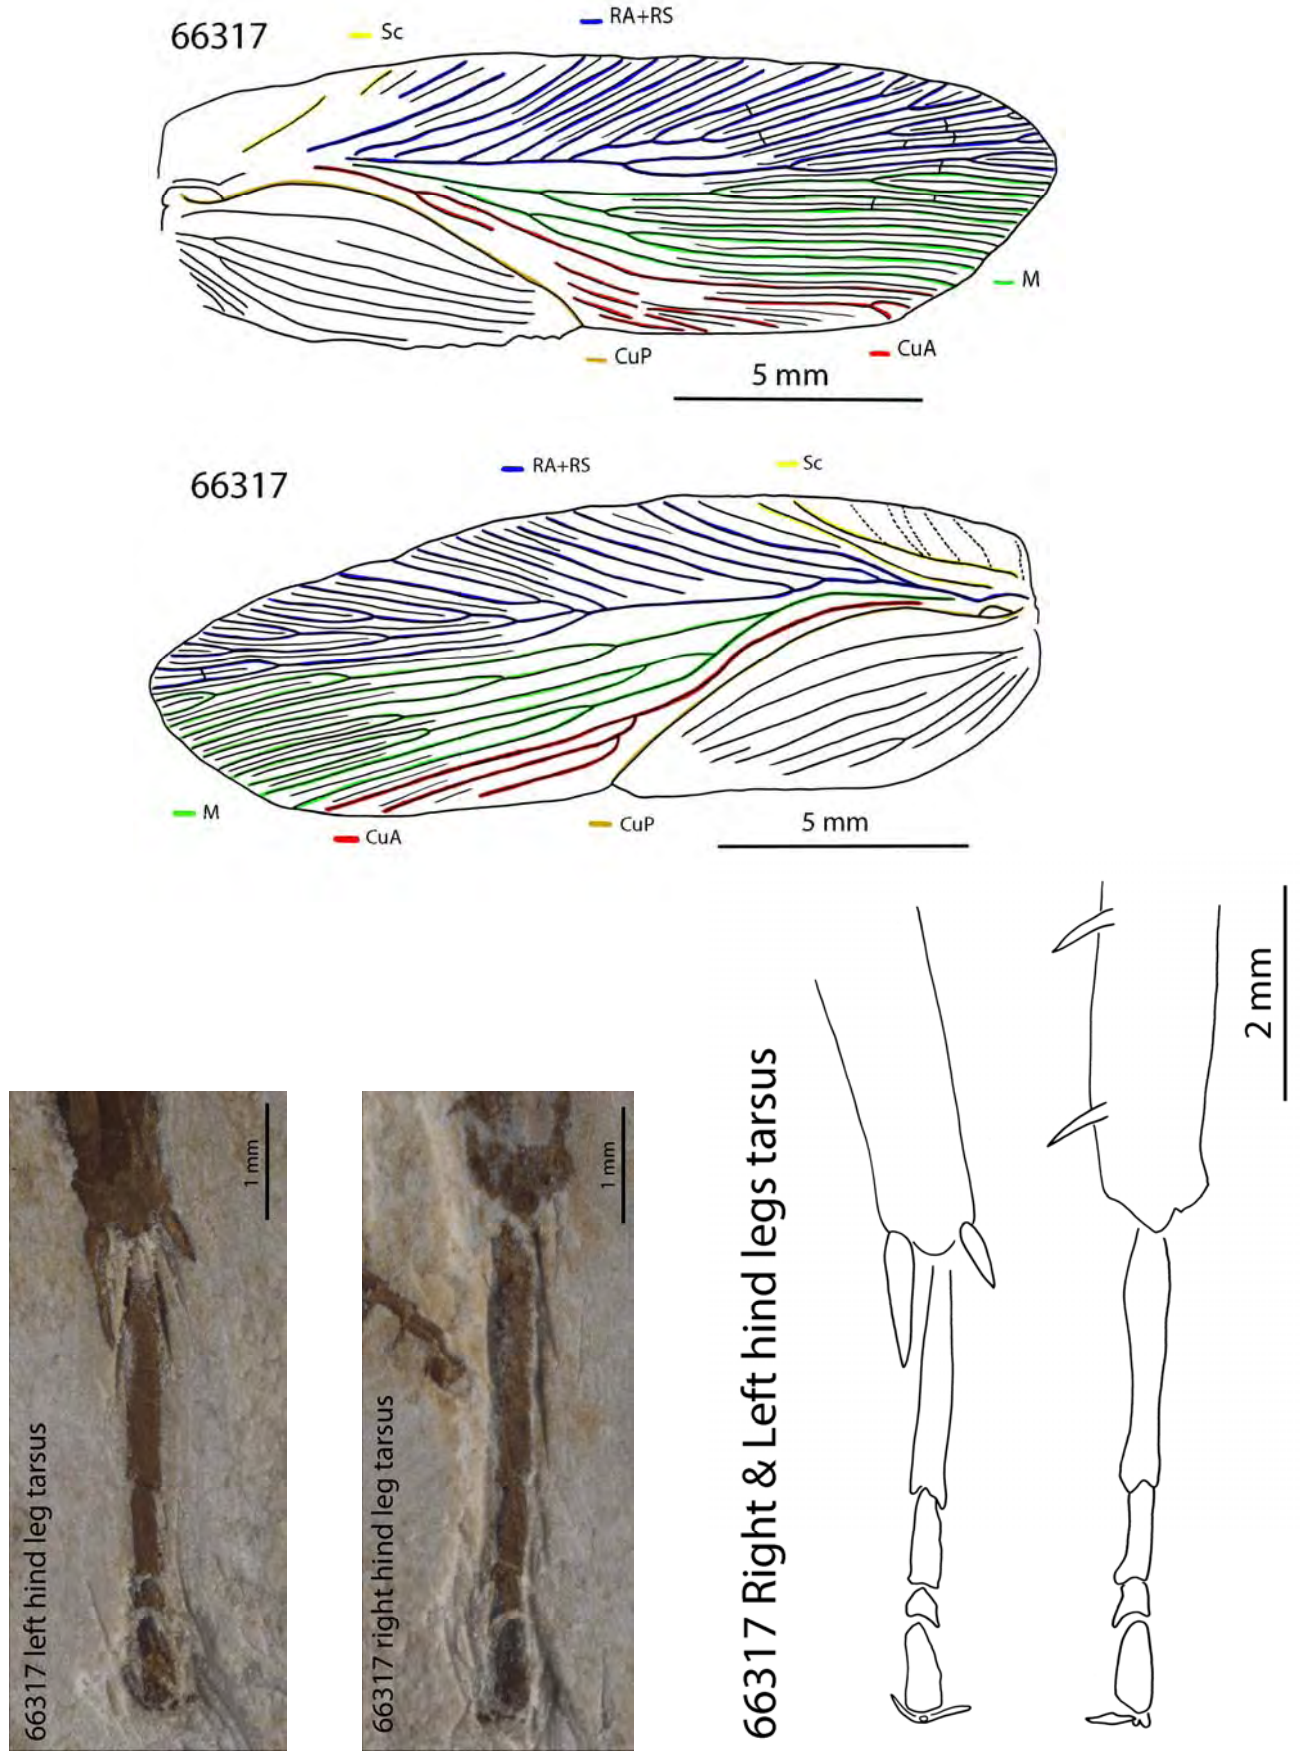 66317
Sc
RA+RS
M
CuP
CuA
5 mm
66317
RA+RS
Sc
M
CuA
CuP
5 mm
66317 left hind leg tarsus
1 mm
66317 right hind leg tarsus
1 mm
66317 Right & Left hind legs tarsus
2 mm